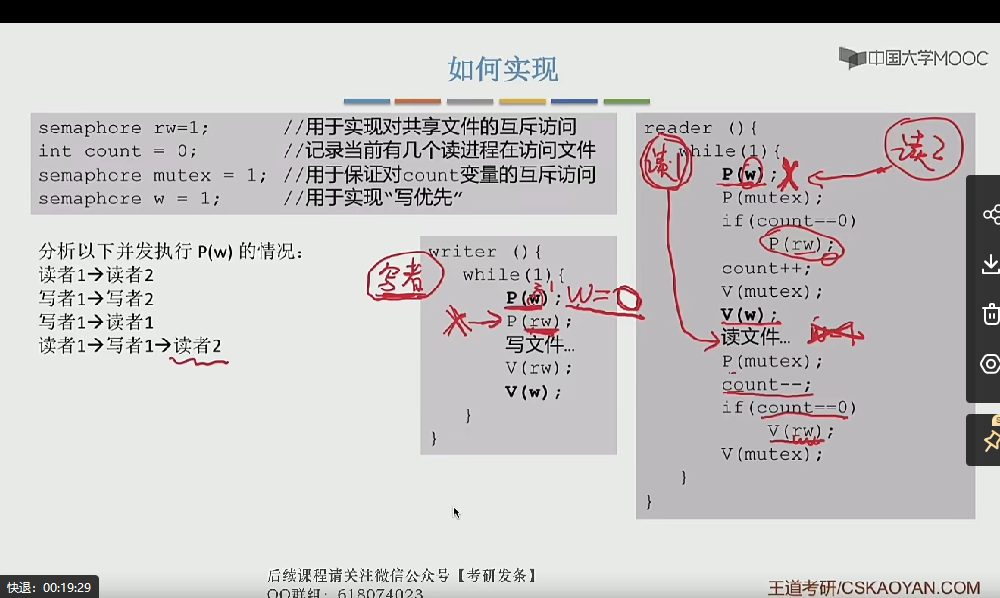 中国大学MOOC
如何实现
semaphore rw=1; //用于实现对共享文件的互斥访问
int count = 0; //记录当前有几个读进程在访问文件
semaphore mutex = 1; //用于保证对count变量的互斥访问
semaphore w = 1; //用于实现“写优先”
分析以下并发执行 P(w) 的情况：
读者1→读者2
写者1→写者2
写者1→读者1
读者1→写者1→读者2
写者
writer (){
while(1){
P(w);
W=0
P(rw);
写文件…
V(rw);
V(w);
}
}
读1
读2
reader (){
while(1){
P(w);
P(mutex);
if(count==0)
P(rw);
count++;
V(mutex);
V(w);
读文件…
P(mutex);
count--;
if(count==0)
V(rw);
V(mutex);
}
}
快退：00:19:29
后续课程请关注微信公众号【考研发条】
QQ群组：618074023
王道考研/CSKAOYAN.COM